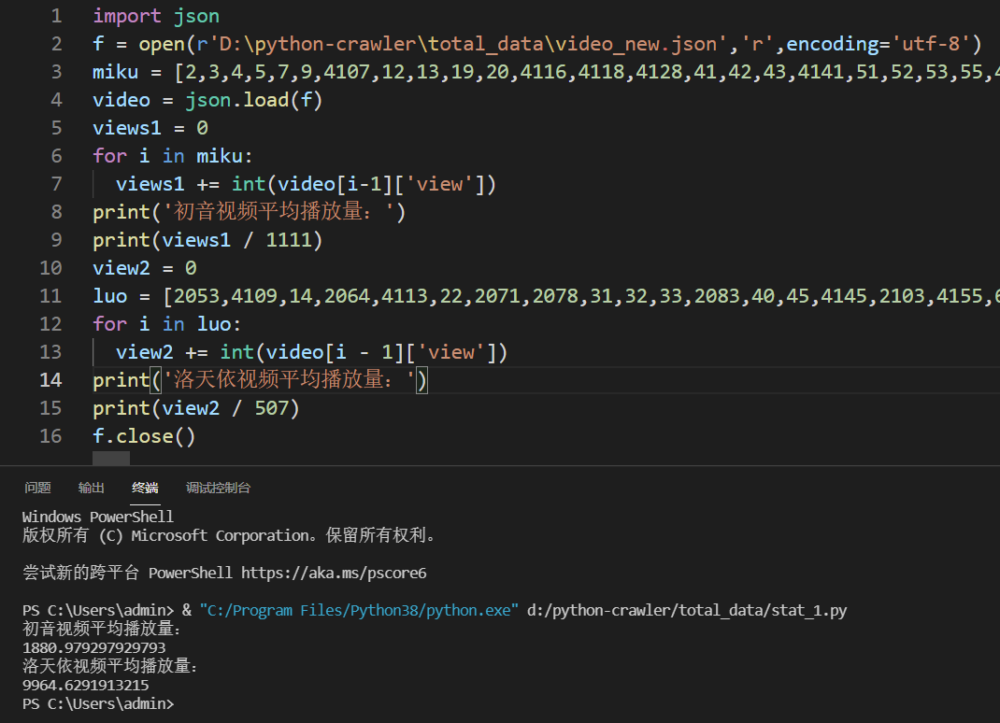 1 import json
2 f = open(r'D:\python-crawler\total_data\video_new.json','r',encoding='utf-8')
3 miku = [2,3,4,5,7,9,4107,12,13,19,20,4116,4118,4128,41,42,43,4141,51,52,53,55,
4 video = json.load(f)
5 views1 = 0
6 for i in miku:
7 views1 += int(video[i-1]['view'])
8 print('初音视频平均播放量：')
9 print(views1 / 1111)
10 view2 = 0
11 luo = [2053,4109,14,2064,4113,22,2071,2078,31,32,33,2083,40,45,4145,2103,4155,
12 for i in luo:
13 view2 += int(video[i - 1]['view'])
14 print('洛天依视频平均播放量：')
15 print(view2 / 507)
16 f.close()
问题 输出 终端 调试控制台
Windows PowerShell
版权所有 (C) Microsoft Corporation。保留所有权利。
尝试新的跨平台 PowerShell https://aka.ms/pscore6
PS C:\Users\admin> & "C:/Program Files/Python38/python.exe" d:/python-crawler/total_data/stat_1.py
初音视频平均播放量：
1880.979297929793
洛天依视频平均播放量：
9964.6291913215
PS C:\Users\admin>